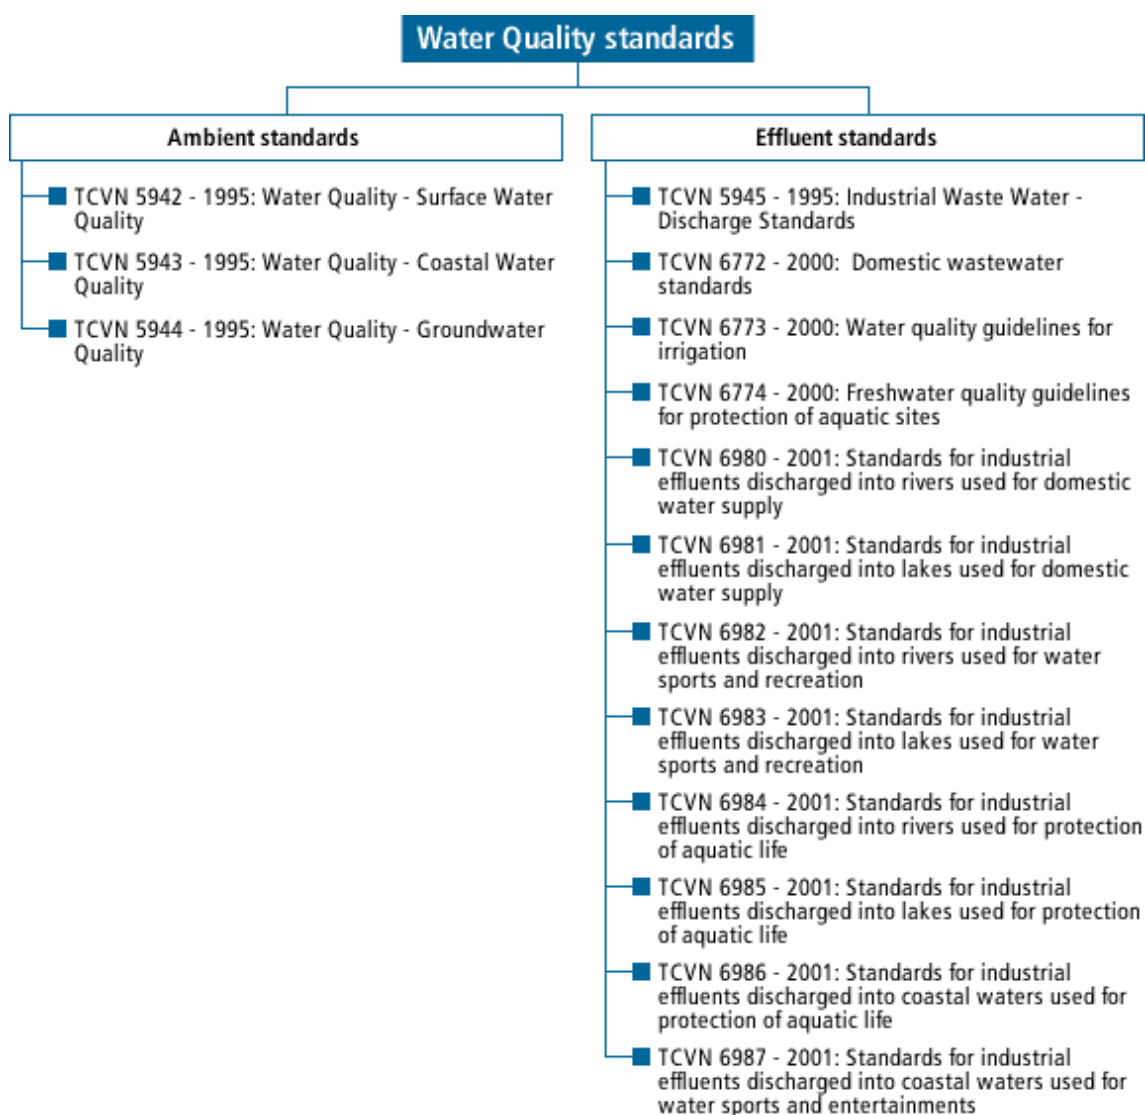 Water Quality standards
Ambient standards
TCVN 5942 - 1995: Water Quality - Surface Water
Quality
TCVN 5943 - 1995: Water Quality - Coastal Water
Quality
TCVN 5944 - 1995: Water Quality - Groundwater
Quality
Effluent standards
TCVN 5945 - 1995: Industrial Waste Water -
Discharge Standards
TCVN 6772 - 2000: Domestic wastewater
standards
TCVN 6773 - 2000: Water quality guidelines for
irrigation
TCVN 6774 - 2000: Freshwater quality guidelines
for protection of aquatic sites
TCVN 6980 - 2001: Standards for industrial
effluents discharged into rivers used for domestic
water supply
TCVN 6981 - 2001: Standards for industrial
effluents discharged into lakes used for domestic
water supply
TCVN 6982 - 2001: Standards for industrial
effluents discharged into rivers used for water
sports and recreation
TCVN 6983 - 2001: Standards for industrial
effluents discharged into lakes used for water
sports and recreation
TCVN 6984 - 2001: Standards for industrial
effluents discharged into rivers used for protection
of aquatic life
TCVN 6985 - 2001: Standards for industrial
effluents discharged into lakes used for protection
of aquatic life
TCVN 6986 - 2001: Standards for industrial
effluents discharged into coastal waters used for
protection of aquatic life
TCVN 6987 - 2001: Standards for industrial
effluents discharged into coastal waters used for
water sports and entertainments